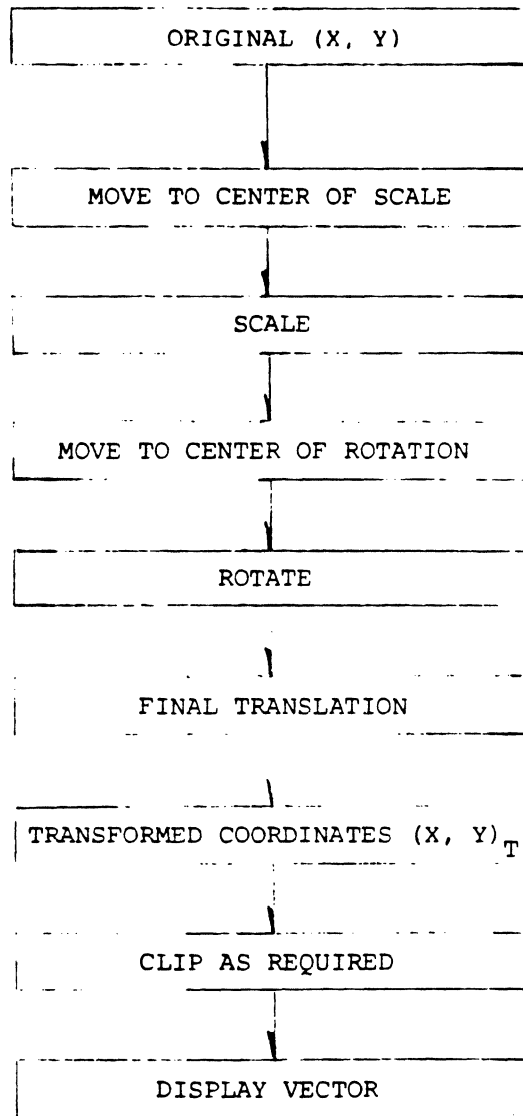 ORIGINAL (X, Y)
MOVE TO CENTER OF SCALE
SCALE
MOVE TO CENTER OF ROTATION
ROTATE
FINAL TRANSLATION
TRANSFORMED COORDINATES (X, Y)T
CLIP AS REQUIRED
DISPLAY VECTOR